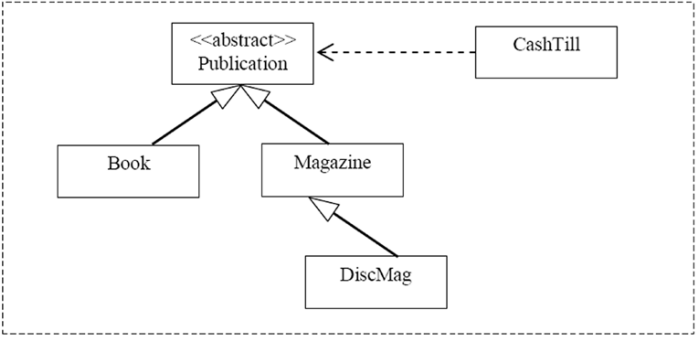 <<abstract>>
Publication
CashTill
Book
Magazine
DiscMag